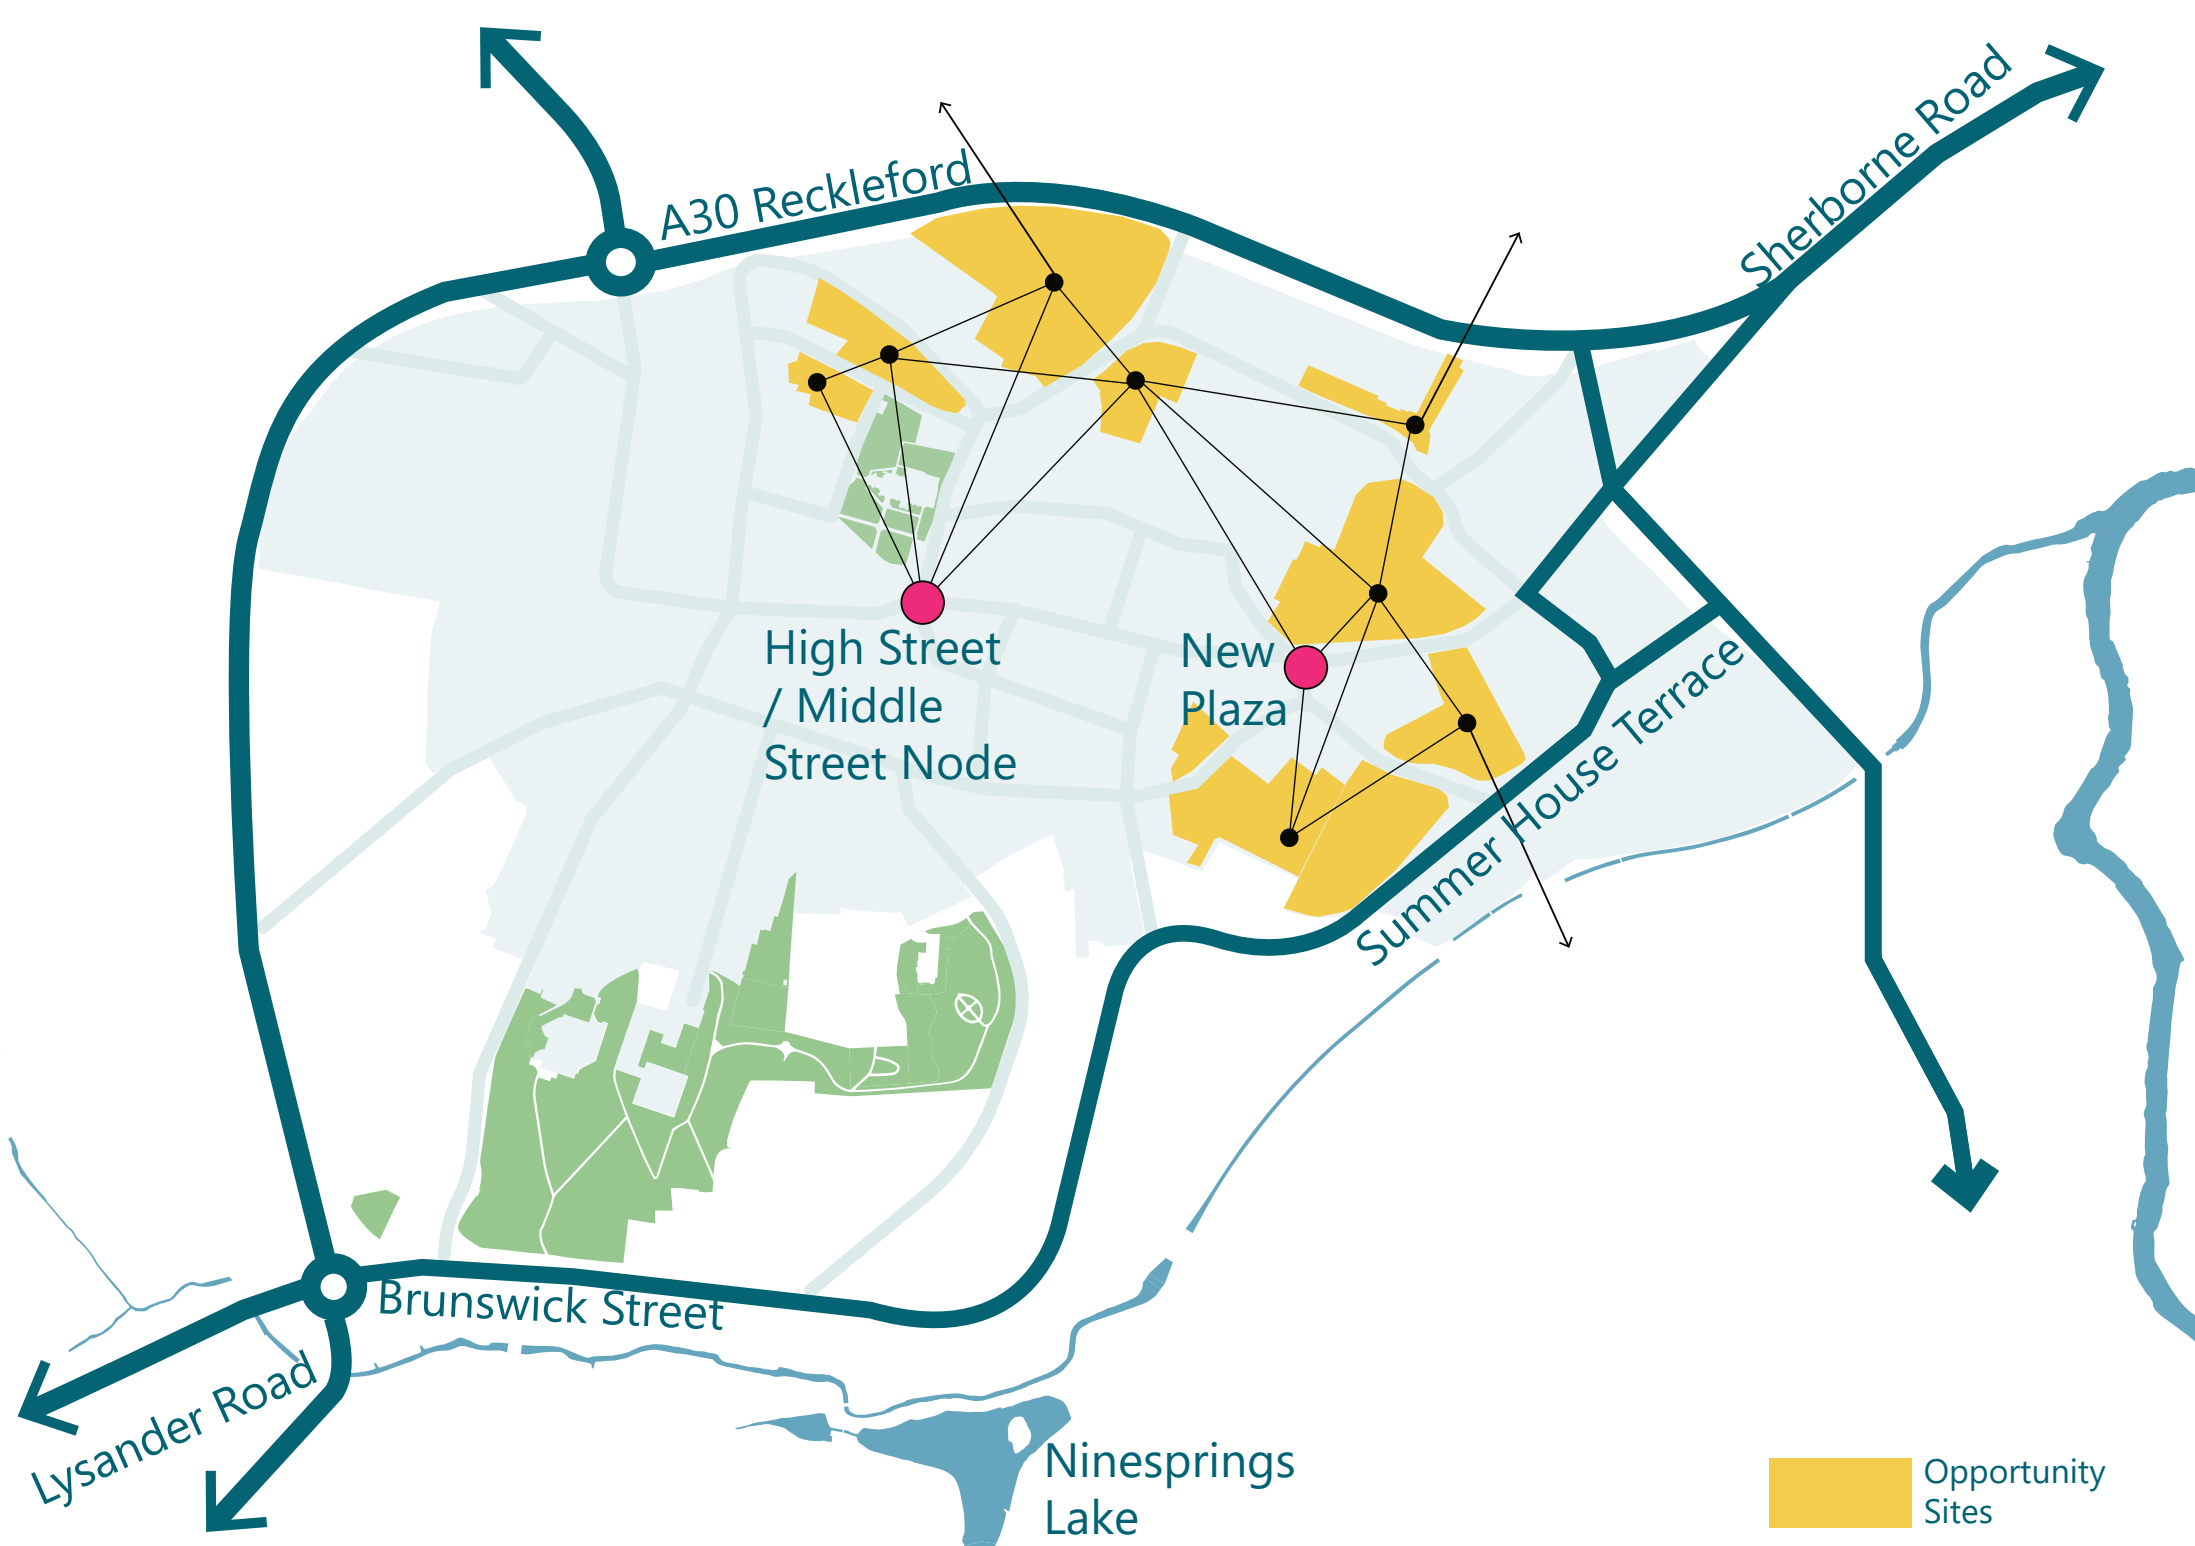 A30 Reckleford
Sherborne Road
High Street
/ Middle
Street Node
New
Plaza
Summer House Terrace
Brunswick Street
Lysander Road
Ninesprings
Lake
Opportunity
Sites